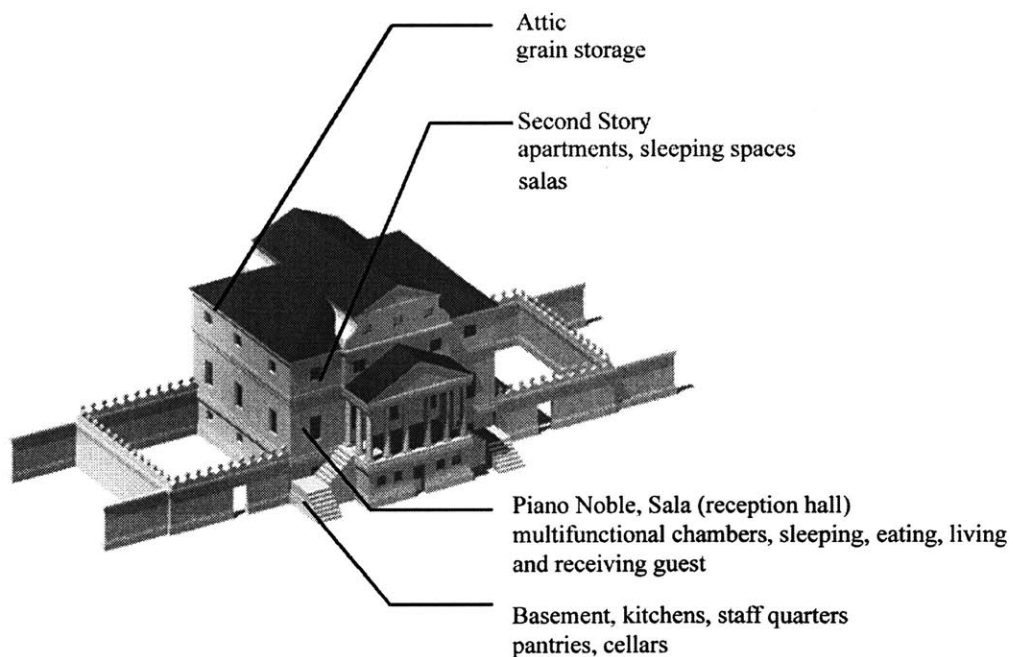 Attic
grain storage
Second Story
apartments, sleeping spaces
salas
Piano Noble, Sala (reception hall)
multifunctional chambers, sleeping, eating, living
and receiving guest
Basement, kitchens, staff quarters
pantries, cellars